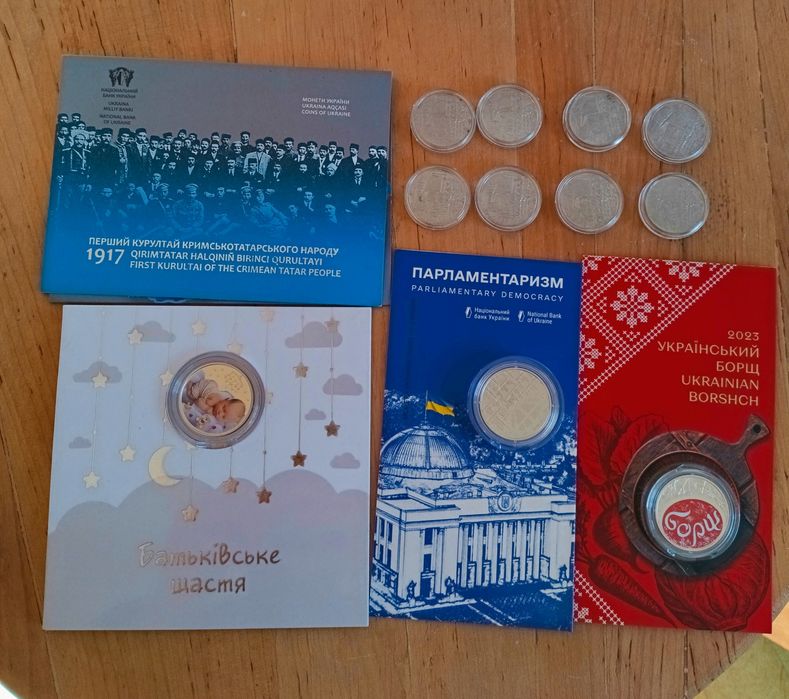 НАЦІОНАЛЬНИЙ
БАНК УКРАЇНИ
UKRAINA
MILLIY BANKI
NATIONAL BANK
OF UKRAINE
МОНЕТИ УКРАЇНИ
UKRAINA AQÇASI
COINS OF UKRAINE
ПЕРШИЙ КУРУЛТАЙ КРИМСЬКОТАТАРСЬКОГО НАРОДУ
1917 QIRIMTATAR HALQINIÑ BIRINCI QURULTAYI
FIRST KURULTAI OF THE CRIMEAN TATAR PEOPLE
Батьківське
щастя
ПАРЛАМЕНТАРИЗМ
PARLIAMENTARY DEMOCRACY
Національний
банк України
National Bank
of Ukraine
2023
УКРАЇНСЬКИЙ
БОРЩ
UKRAINIAN
BORSHCH
борщ